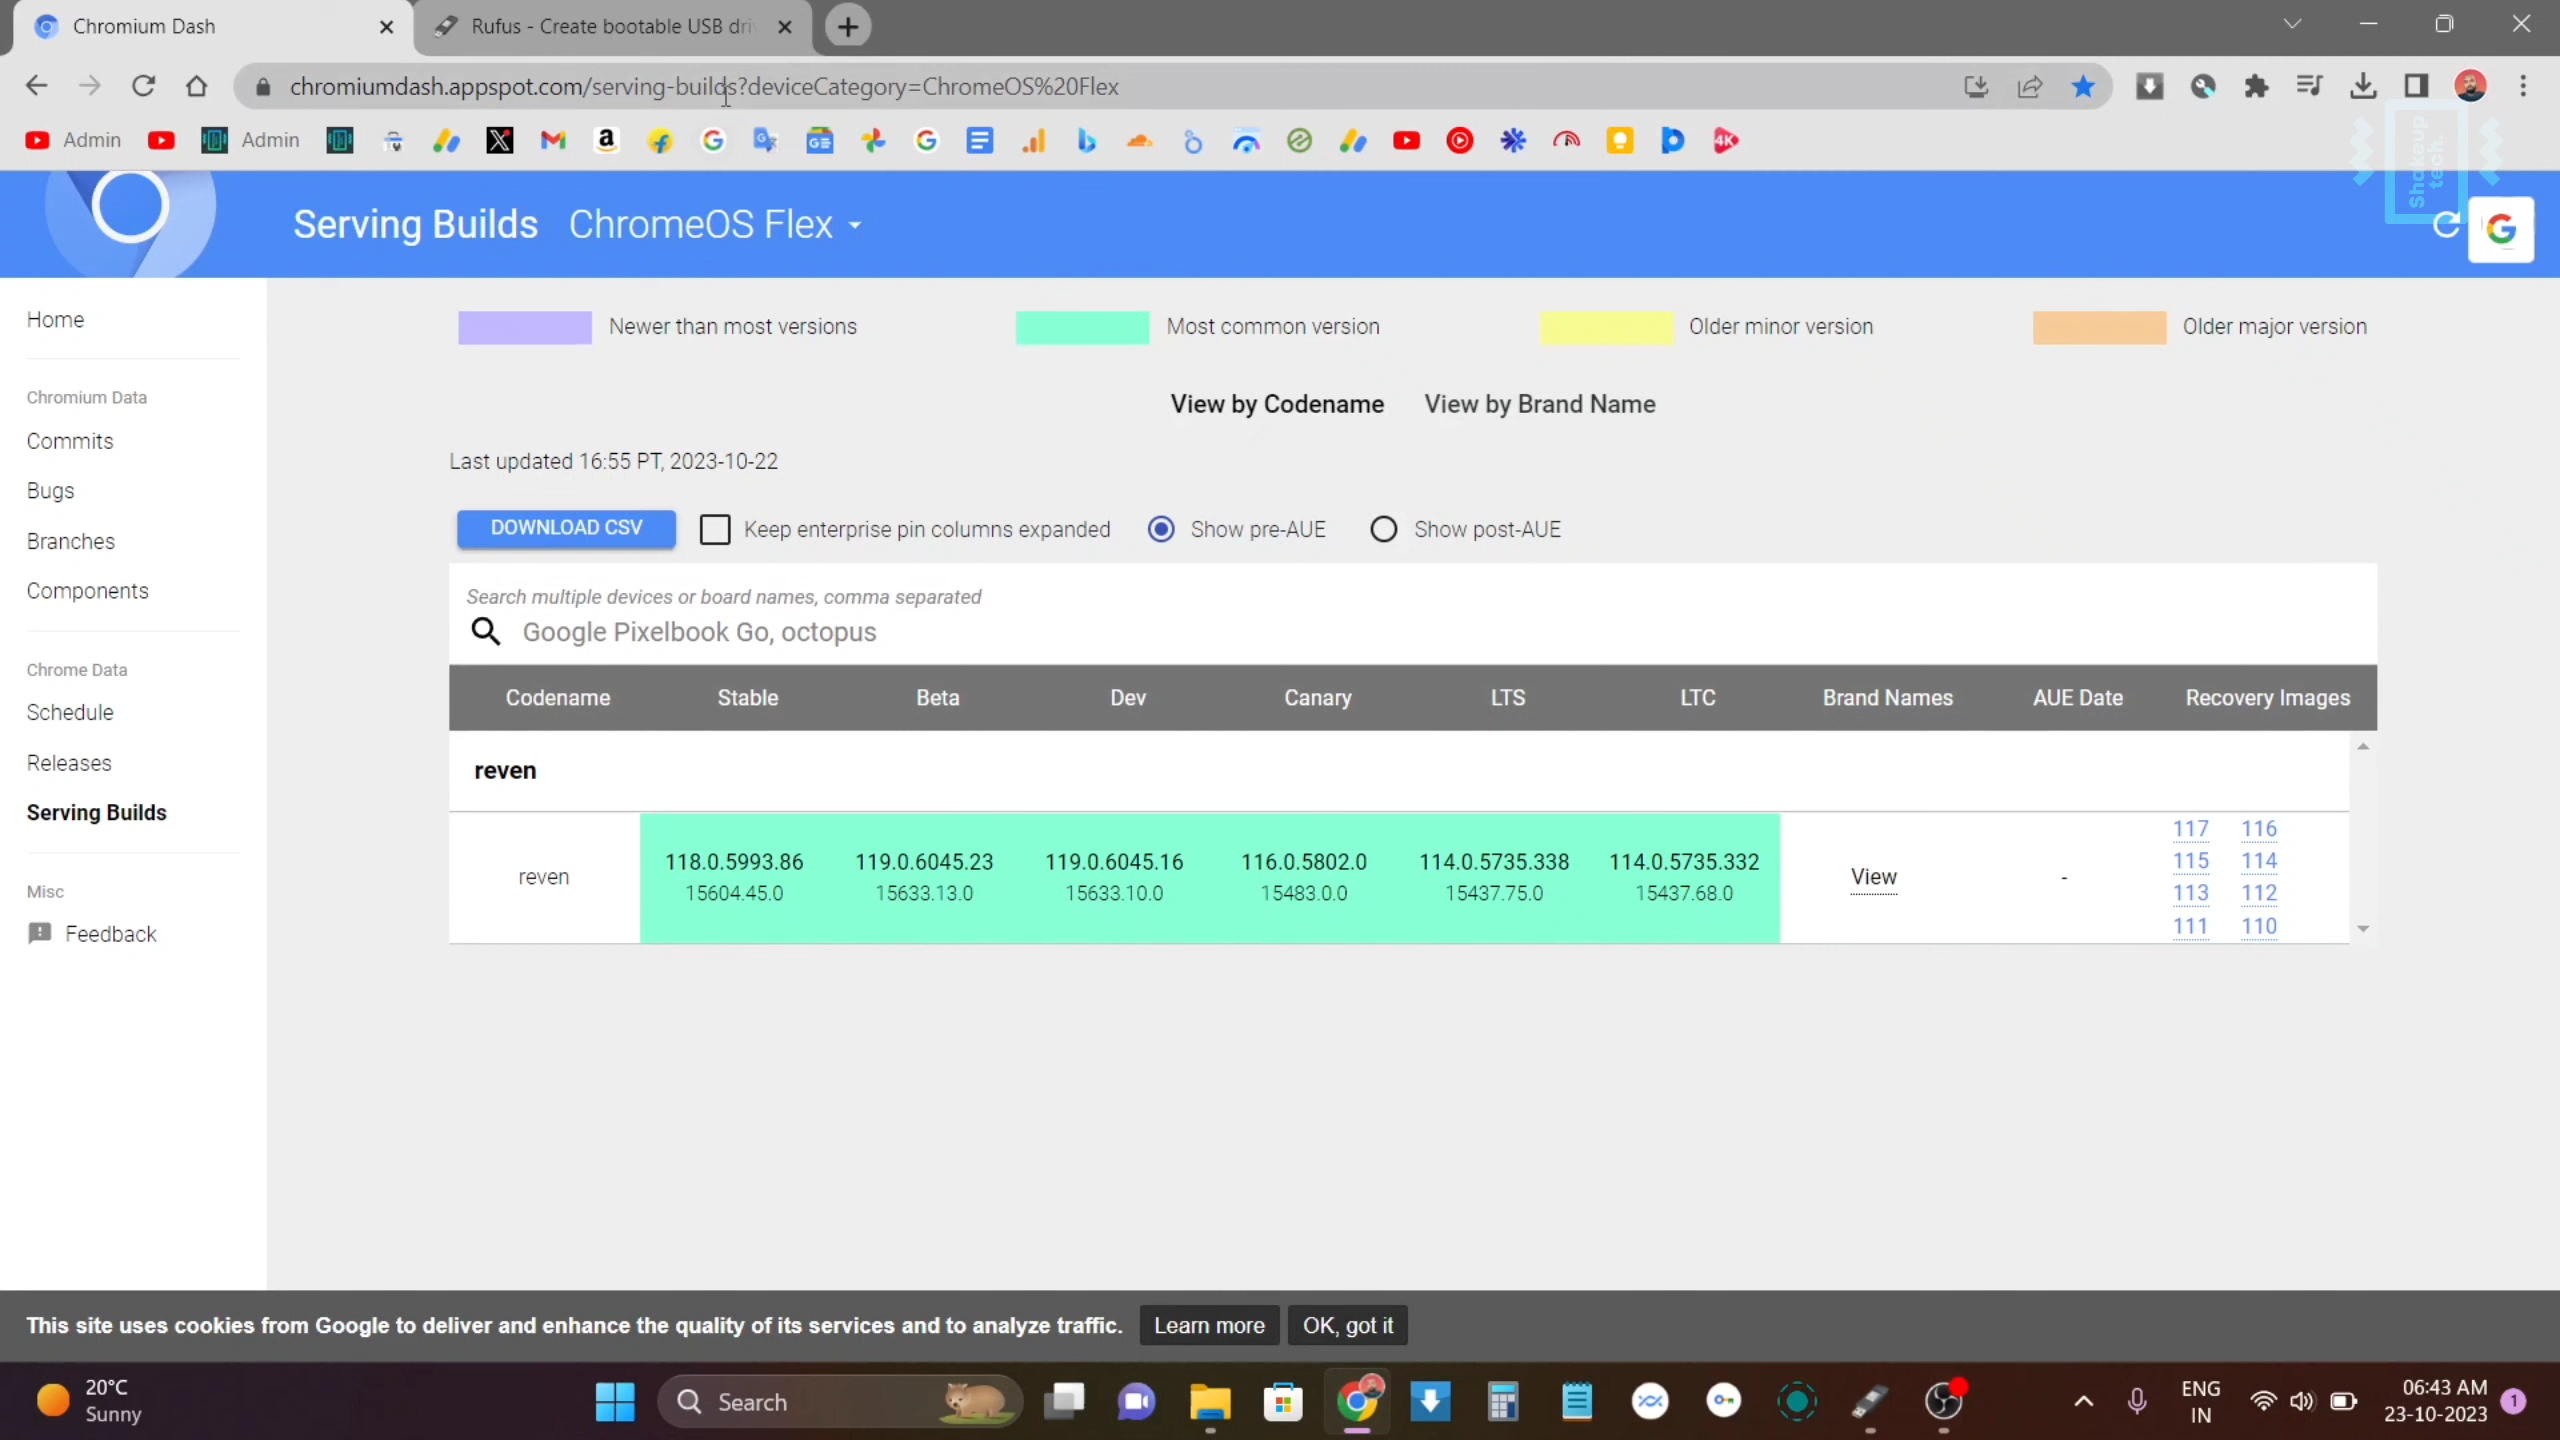 Chromium Dash
Rufus - Create bootable USB dri
chromiumdash.appspot.com/serving-builds?deviceCategory=ChromeOS%20Flex
Admin Admin
shakeup
tech.
Serving Builds ChromeOS Flex
Home
Chromium Data
Commits
Bugs
Branches
Components
Chrome Data
Schedule
Releases
Serving Builds
Misc
Feedback
Newer than most versions Most common version Older minor version Older major version
View by Codename View by Brand Name
Last updated 16:55 PT, 2023-10-22
DOWNLOAD CSV Keep enterprise pin columns expanded Show pre-AUE Show post-AUE
Search multiple devices or board names, comma separated
Google Pixelbook Go, octopus
Codename Stable Beta Dev Canary LTS LTC Brand Names AUE Date Recovery Images
reven
reven 118.0.5993.86 119.0.6045.23 119.0.6045.16 116.0.5802.0 114.0.5735.338 114.0.5735.332 View -
15604.45.0 15633.13.0 15633.10.0 15483.0.0 15437.75.0 15437.68.0
117 116
115 114
113 112
111 110
This site uses cookies from Google to deliver and enhance the quality of its services and to analyze traffic. Learn more OK, got it
20°C
Sunny
Search
ENG
IN
06:43 AM
23-10-2023
1